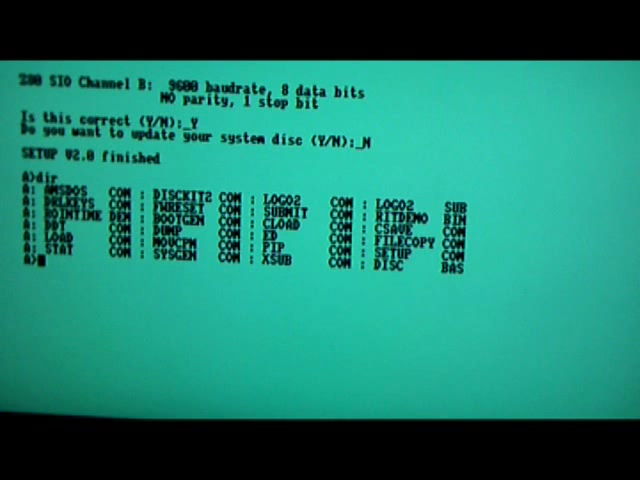 Z80 SIO Channel B:  9600 baudrate, 8 data bits
NO parity, 1 stop bit
Is this correct (Y/N):_Y
Do you want to update your system disc (Y/N):_N
SETUP V2.0 finished
A>dir
A: AMSDOS   COM : DISCKIT2 COM : LOGO2    COM : LOGO2    SUB
A: DRLKEYS  COM : PWRESET  COM : SUBMIT   COM : BITDEMO  BIN
A: ROINTIME DEM : BOOTGEN  COM : CLOAD    COM : CSAVE    COM
A: DDT      COM : DUMP     COM : ED       COM : FILECOPY COM
A: LOAD     COM : MOVCPM   COM : PIP      COM : SETUP    COM
A: STAT     COM : SYSGEN   COM : XSUB     COM : DISC     BAS
A>